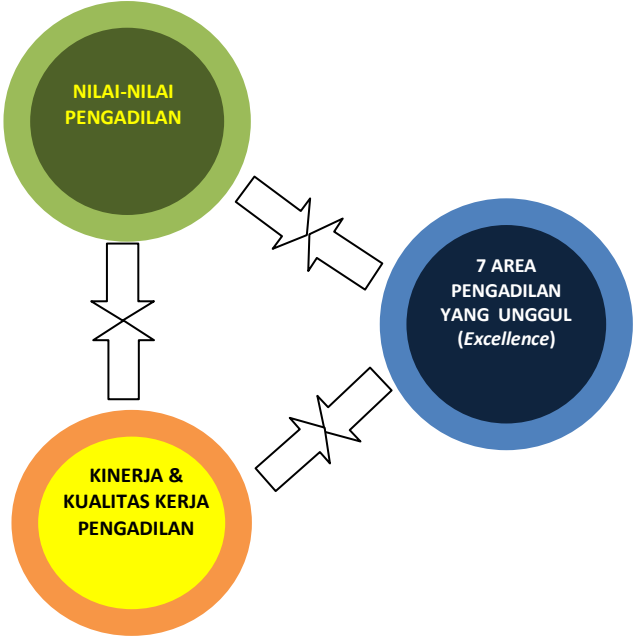 NILAI-NILAI
PENGADILAN
7 AREA
PENGADILAN
YANG UNGGUL
(Excellence)
KINERJA &
KUALITAS KERJA
PENGADILAN